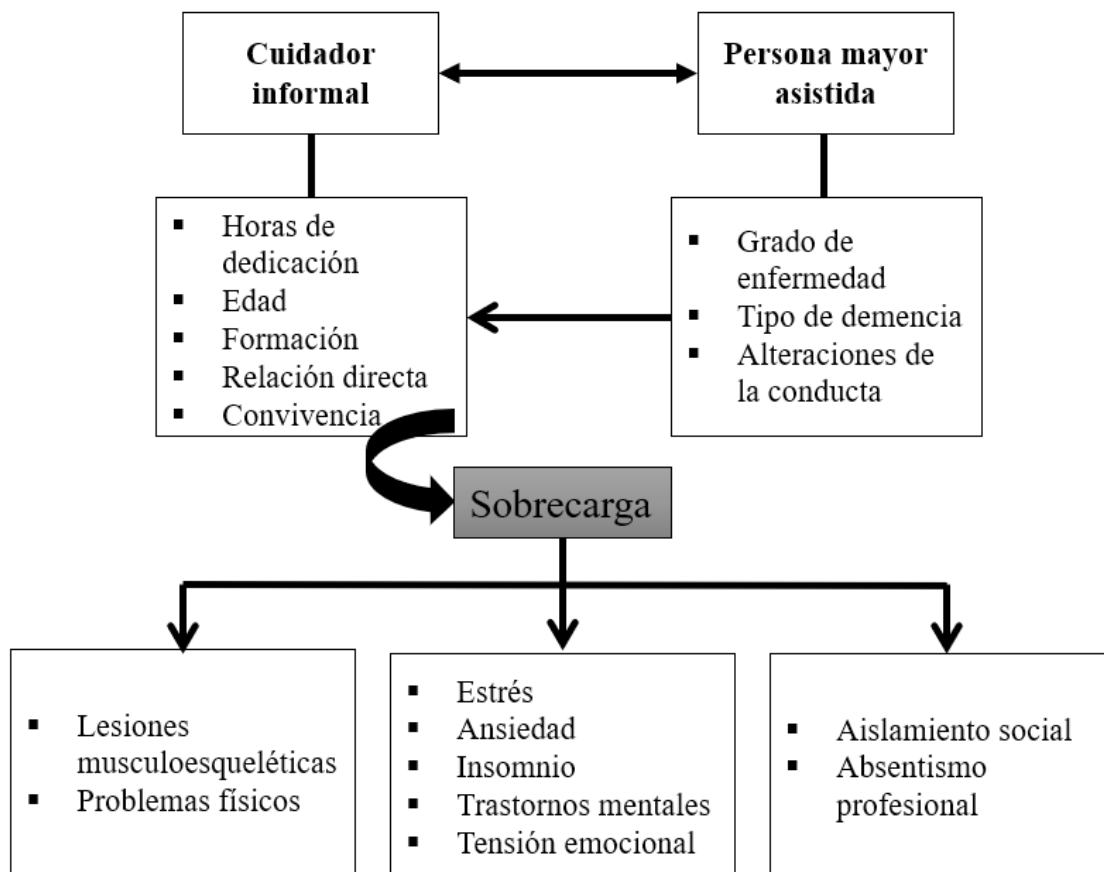 Cuidador
informal
Persona mayor
asistida
▪ Horas de
dedicación
▪ Edad
▪ Formación
▪ Relación directa
▪ Convivencia
▪ Grado de
enfermedad
▪ Tipo de demencia
▪ Alteraciones de
la conducta
Sobrecarga
▪ Lesiones
musculoesqueléticas
▪ Problemas físicos
▪ Estrés
▪ Ansiedad
▪ Insomnio
▪ Trastornos mentales
▪ Tensión emocional
▪ Aislamiento social
▪ Absentismo
profesional